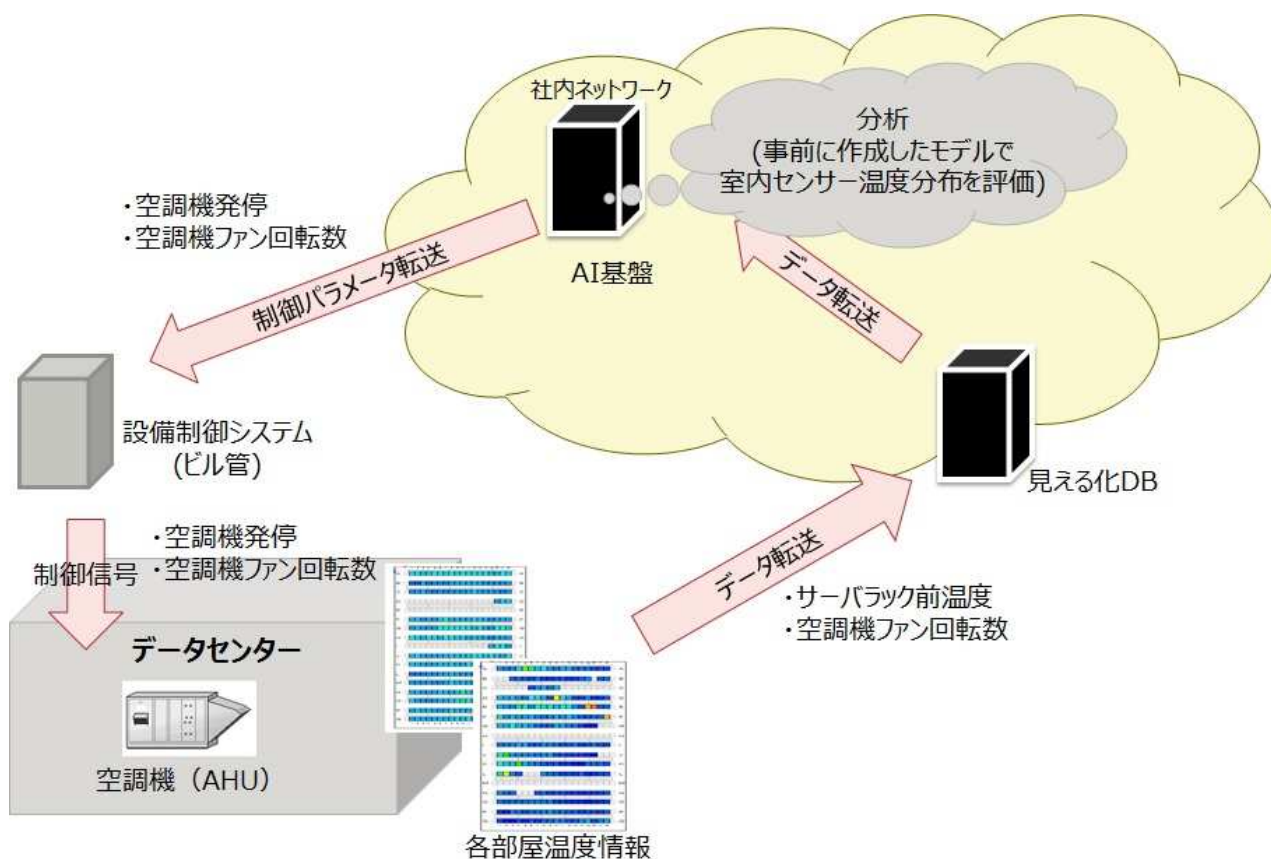 社内ネットワーク
分析
(事前に作成したモデルで
室内センサー温度分布を評価)
・空調機発停
・空調機ファン回転数
制御パラメータ転送
AI基盤
データ転送
設備制御システム
(ビル管)
見える化DB
・空調機発停
・空調機ファン回転数
制御信号
データ転送
・サーバラック前温度
・空調機ファン回転数
データセンター
空調機（AHU）
各部屋温度情報